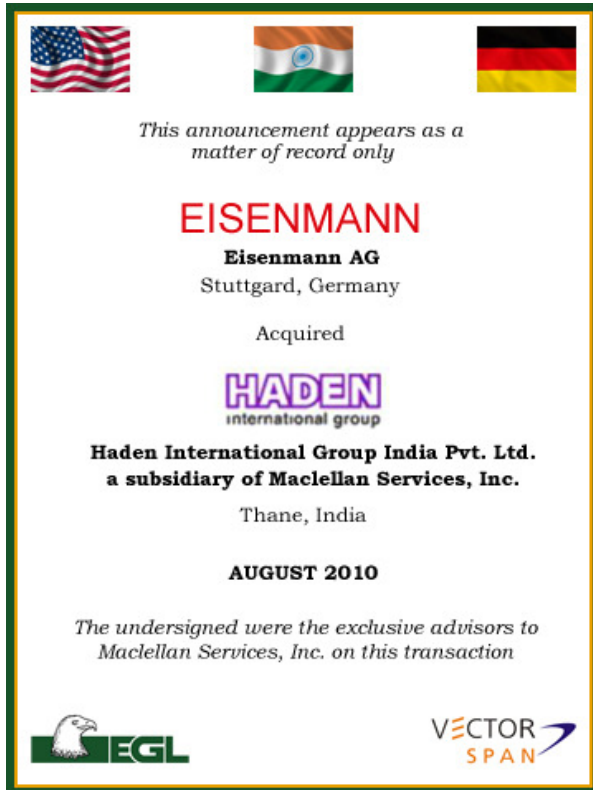 This announcement appears as a
matter of record only
EISENMANN
Eisenmann AG
Stuttgard, Germany
Acquired
HADEN
international group
Haden International Group India Pvt. Ltd.
a subsidiary of Maclellan Services, Inc.
Thane, India
AUGUST 2010
The undersigned were the exclusive advisors to
Maclellan Services, Inc. on this transaction
EGL
VECTOR
SPAN